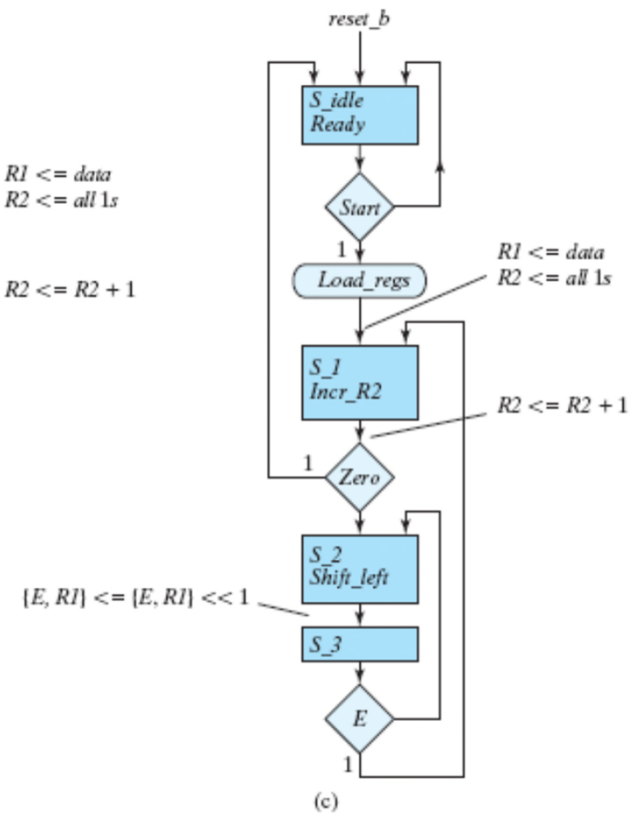 reset_b
S_idle
Ready
R1 <= data
R2 <= all 1s
Start
1
R1 <= data
R2 <= all 1s
Load_regs
R2 <= R2 + 1
S_1
Incr_R2
R2 <= R2 + 1
1
Zero
S_2
Shift_left
{E, R1} <= {E, R1} << 1
S_3
E
1
(c)